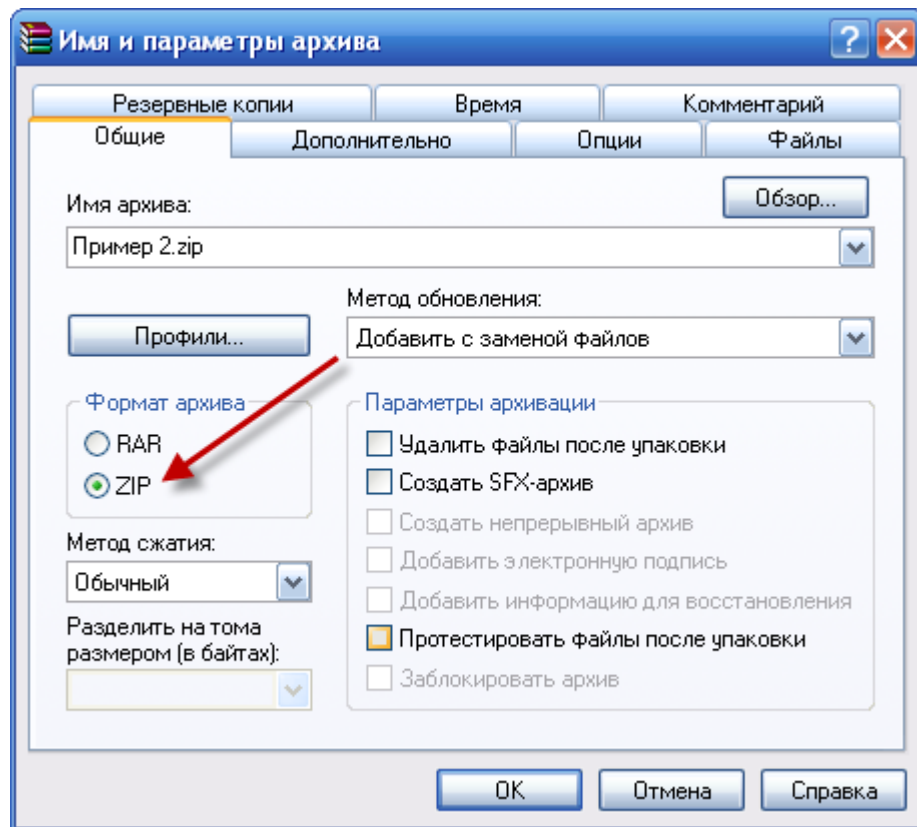 Имя и параметры архива
Резервные копии Время Комментарий
Общие Дополнительно Опции Файлы
Обзор...
Имя архива:
Пример 2.zip
Метод обновления:
Профили... Добавить с заменой файлов
Формат архива Параметры архивации
RAR Удалить файлы после упаковки
ZIP Создать SFX-архив
Создать непрерывный архив
Метод сжатия:
Добавить электронную подпись
Обычный
Добавить информацию для восстановления
Разделить на тома
размером (в байтах):
Протестировать файлы после упаковки
Заблокировать архив
OK Отмена Справка